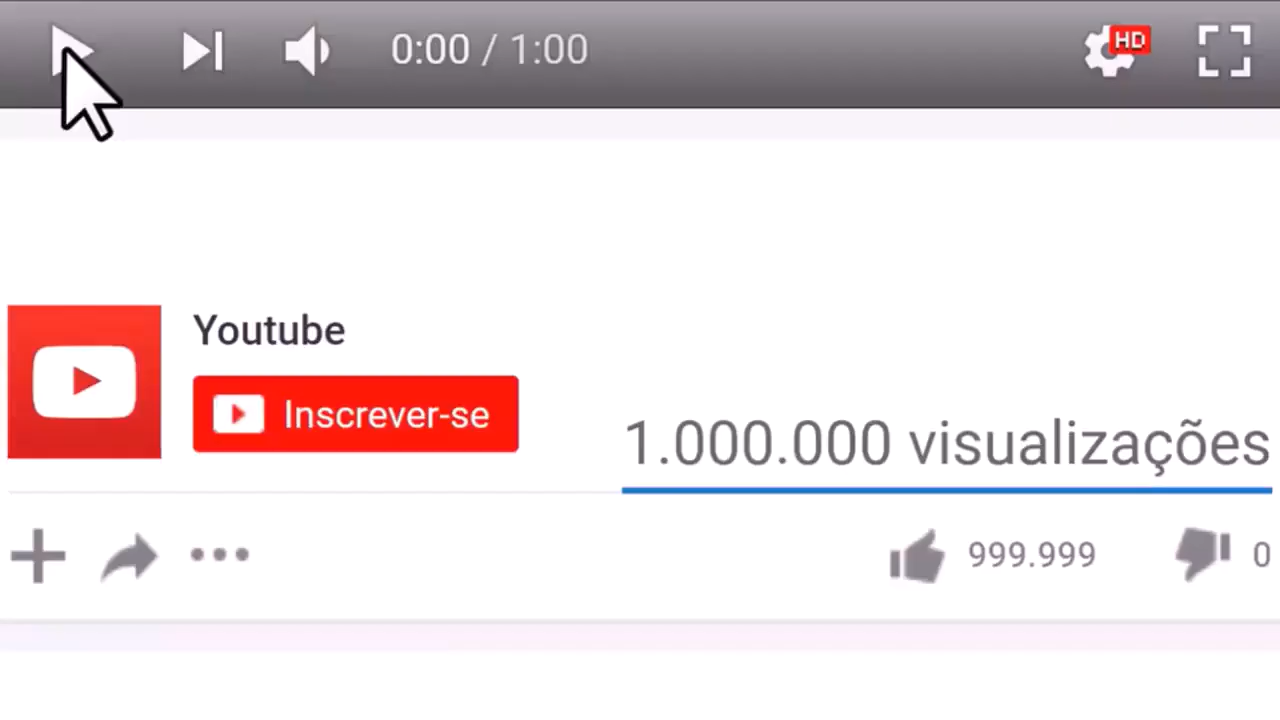 0:00 / 1:00
HD
Youtube
Inscrever-se
1.000.000 visualizações
999.999
0